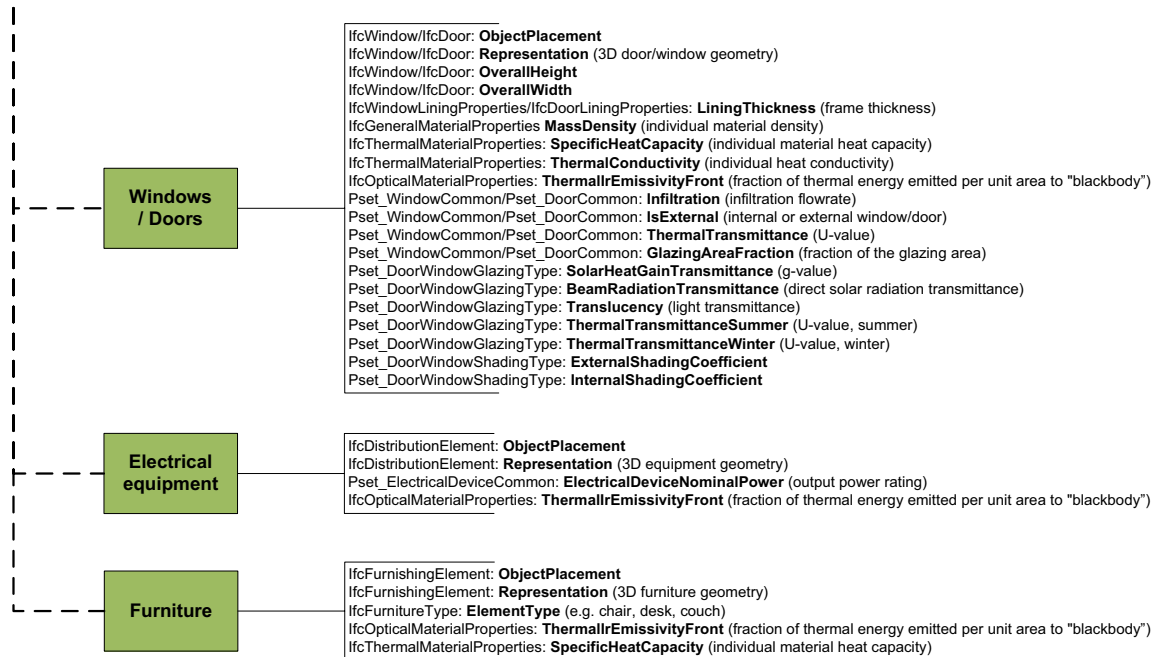 IfcWindow/IfcDoor: ObjectPlacement
IfcWindow/IfcDoor: Representation (3D door/window geometry)
IfcWindow/IfcDoor: OverallHeight
IfcWindow/IfcDoor: OverallWidth
IfcWindowLiningProperties/IfcDoorLiningProperties: LiningThickness (frame thickness)
IfcGeneralMaterialProperties MassDensity (individual material density)
IfcThermalMaterialProperties: SpecificHeatCapacity (individual material heat capacity)
IfcThermalMaterialProperties: ThermalConductivity (individual heat conductivity)
IfcOpticalMaterialProperties: ThermalIrEmissivityFront (fraction of thermal energy emitted per unit area to "blackbody”)
Pset_WindowCommon/Pset_DoorCommon: Infiltration (infiltration flowrate)
Pset_WindowCommon/Pset_DoorCommon: IsExternal (internal or external window/door)
Pset_WindowCommon/Pset_DoorCommon: ThermalTransmittance (U-value)
Pset_WindowCommon/Pset_DoorCommon: GlazingAreaFraction (fraction of the glazing area)
Pset_DoorWindowGlazingType: SolarHeatGainTransmittance (g-value)
Pset_DoorWindowGlazingType: BeamRadiationTransmittance (direct solar radiation transmittance)
Pset_DoorWindowGlazingType: Translucency (light transmittance)
Pset_DoorWindowGlazingType: ThermalTransmittanceSummer (U-value, summer)
Pset_DoorWindowGlazingType: ThermalTransmittanceWinter (U-value, winter)
Pset_DoorWindowShadingType: ExternalShadingCoefficient
Pset_DoorWindowShadingType: InternalShadingCoefficient
Windows
/ Doors
IfcDistributionElement: ObjectPlacement
IfcDistributionElement: Representation (3D equipment geometry)
Pset_ElectricalDeviceCommon: ElectricalDeviceNominalPower (output power rating)
IfcOpticalMaterialProperties: ThermalIrEmissivityFront (fraction of thermal energy emitted per unit area to "blackbody”)
Electrical
equipment
IfcFurnishingElement: ObjectPlacement
IfcFurnishingElement: Representation (3D furniture geometry)
IfcFurnitureType: ElementType (e.g. chair, desk, couch)
IfcOpticalMaterialProperties: ThermalIrEmissivityFront (fraction of thermal energy emitted per unit area to "blackbody”)
IfcThermalMaterialProperties: SpecificHeatCapacity (individual material heat capacity)
Furniture